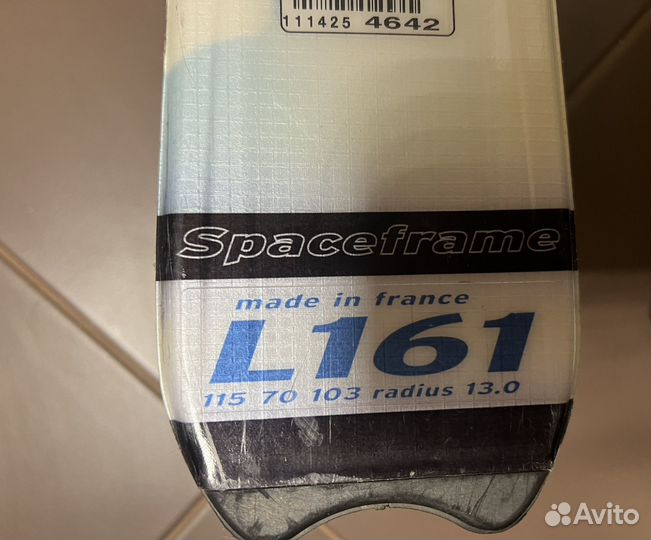 111425 4642
Spaceframe
made in france
L161
115 70 103 radius 13.0
Avito